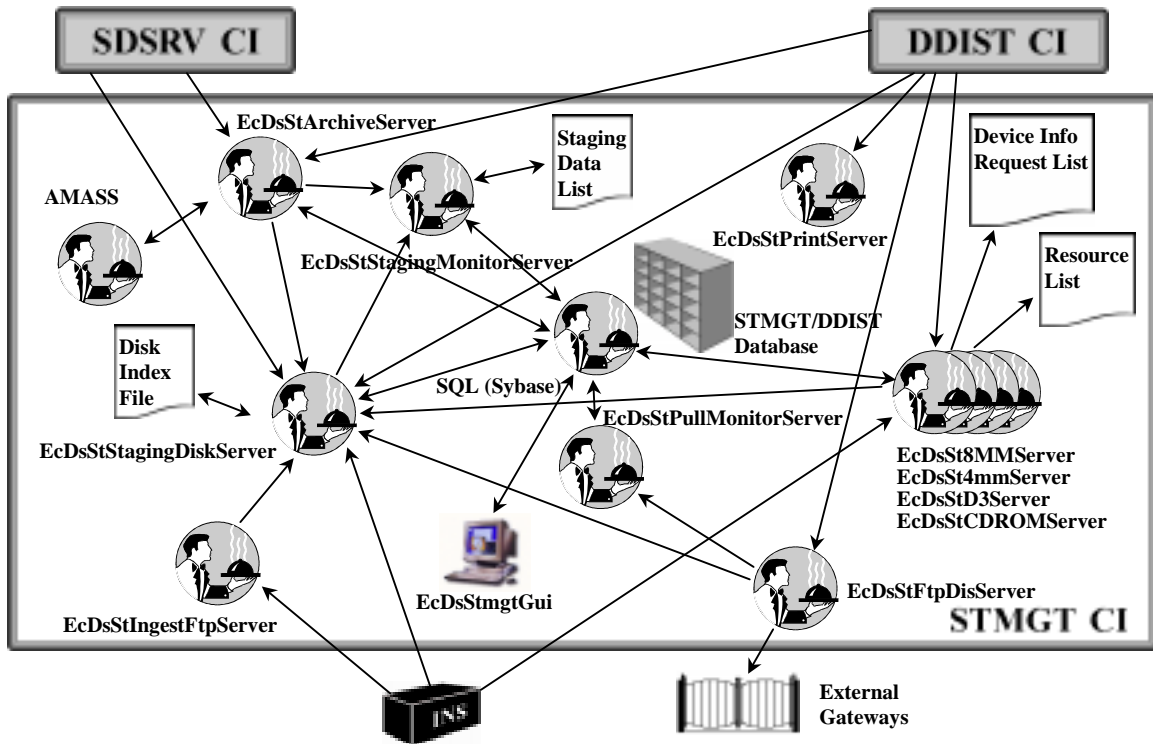 SDSRV CI
DDIST CI
EcDsStArchiveServer
Staging
Data
List
Device Info
Request List
AMASS
EcDsStPrintServer
EcDsStStagingMonitorServer
Resource
List
STMGT/DDIST
Database
Disk
Index
File
SQL (Sybase)
EcDsStPullMonitorServer
EcDsStStagingDiskServer
EcDsSt8MMServer
EcDsSt4mmServer
EcDsStD3Server
EcDsStCDROMServer
EcDsStmgtGui
EcDsStFtpDisServer
EcDsStIngestFtpServer
STMGT CI
INS
External
Gateways